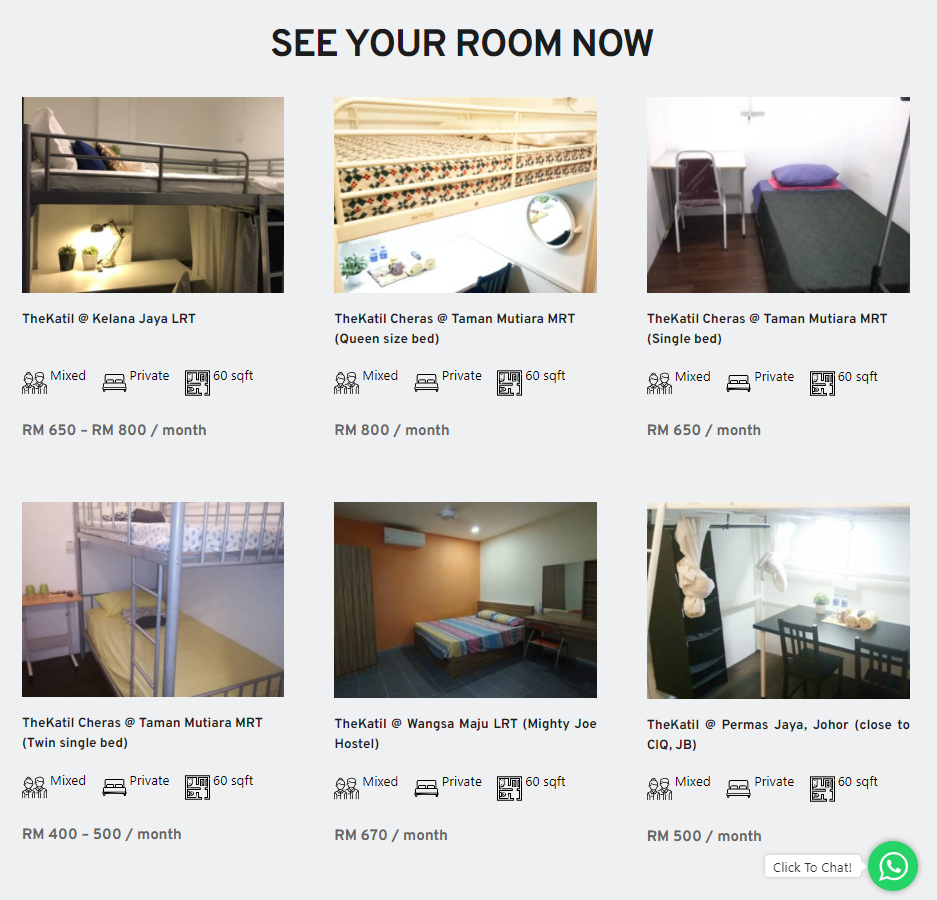 SEE YOUR ROOM NOW
TheKatil @ Kelana Jaya LRT
Mixed Private 60 sqft
RM 650 – RM 800 / month
TheKatil Cheras @ Taman Mutiara MRT
(Queen size bed)
Mixed Private 60 sqft
RM 800 / month
TheKatil Cheras @ Taman Mutiara MRT
(Single bed)
Mixed Private 60 sqft
RM 650 / month
TheKatil Cheras @ Taman Mutiara MRT
(Twin single bed)
Mixed Private 60 sqft
RM 400 – 500 / month
TheKatil @ Wangsa Maju LRT (Mighty Joe
Hostel)
Mixed Private 60 sqft
RM 670 / month
TheKatil @ Permas Jaya, Johor (close to
CIQ, JB)
Mixed Private 60 sqft
RM 500 / month
Click To Chat!